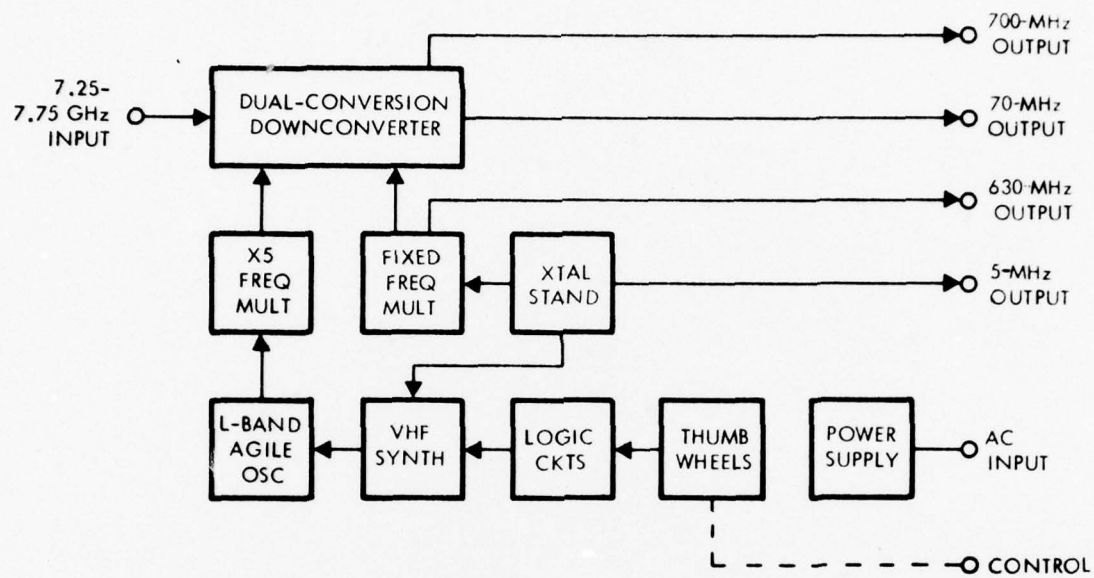 700-MHz
OUTPUT
7.25-
7.75 GHz
INPUT
DUAL-CONVERSION
DOWNCONVERTER
70-MHz
OUTPUT
630-MHz
OUTPUT
X5
FREQ
MULT
FIXED
FREQ
MULT
XTAL
STAND
5-MHz
OUTPUT
L-BAND
AGILE
OSC
VHF
SYNTH
LOGIC
CKTS
THUMB
WHEELS
POWER
SUPPLY
AC
INPUT
CONTROL